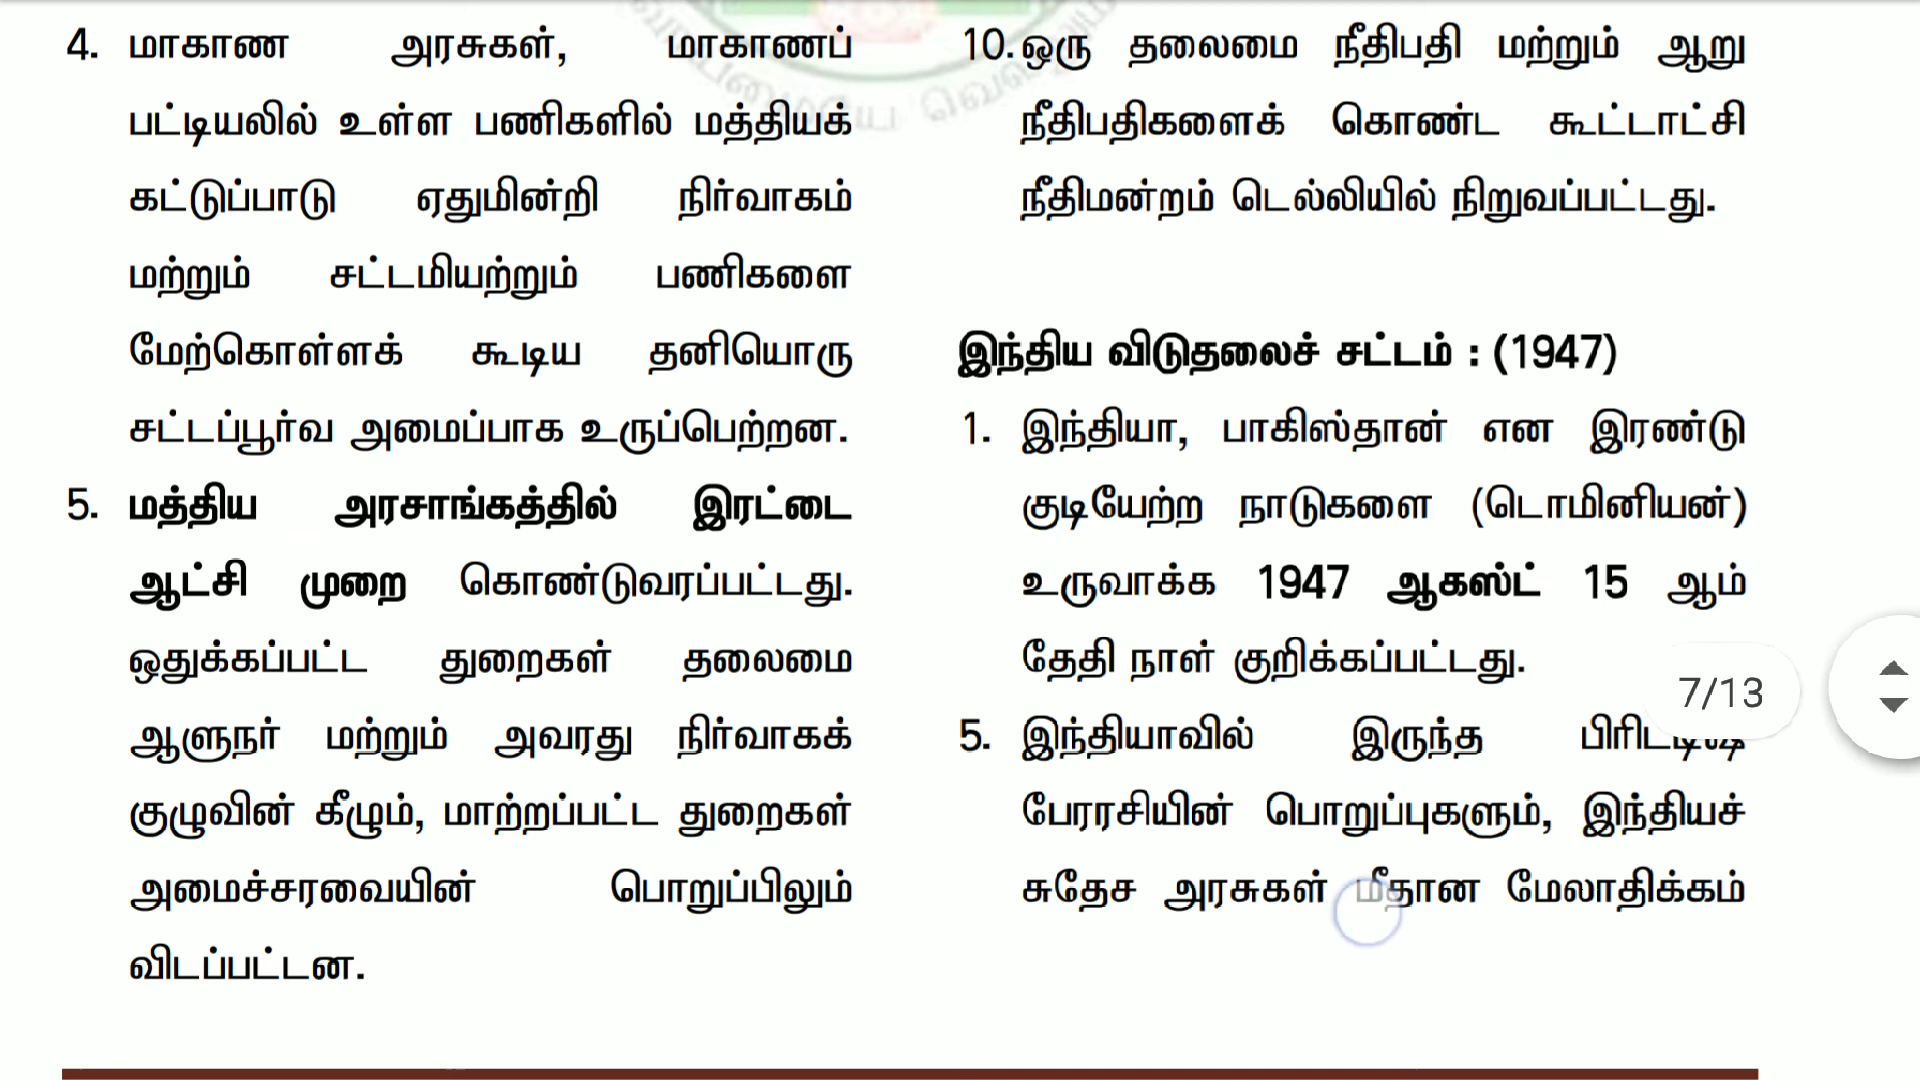 4. மாகாண அரசுகள், மாகாணப்
பட்டியலில் உள்ள பணிகளில் மத்தியக்
கட்டுப்பாடு ஏதுமின்றி நிர்வாகம்
மற்றும் சட்டமியற்றும் பணிகளை
மேற்கொள்ளக் கூடிய தனியொரு
சட்டப்பூர்வ அமைப்பாக உருப்பெற்றன.
5. மத்திய அரசாங்கத்தில் இரட்டை
ஆட்சி முறை கொண்டுவரப்பட்டது.
ஒதுக்கப்பட்ட துறைகள் தலைமை
ஆளுநர் மற்றும் அவரது நிர்வாகக்
குழுவின் கீழும், மாற்றப்பட்ட துறைகள்
அமைச்சரவையின் பொறுப்பிலும்
விடப்பட்டன.
10. ஒரு தலைமை நீதிபதி மற்றும் ஆறு
நீதிபதிகளைக் கொண்ட கூட்டாட்சி
நீதிமன்றம் டெல்லியில் நிறுவப்பட்டது.
இந்திய விடுதலைச் சட்டம் : (1947)
1. இந்தியா, பாகிஸ்தான் என இரண்டு
குடியேற்ற நாடுகளை (டொமினியன்)
உருவாக்க 1947 ஆகஸ்ட் 15 ஆம்
தேதி நாள் குறிக்கப்பட்டது.
5. இந்தியாவில் இருந்த
பேரரசியின் பொறுப்புகளும், இந்தியச்
சுதேச அரசுகள் மீதான மேலாதிக்கம்
7/13